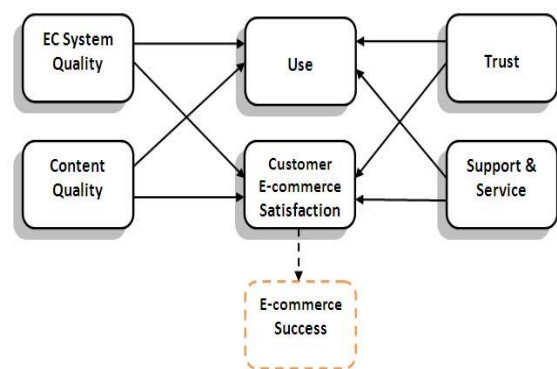 EC System
Quality
Use
Trust
Content
Quality
Customer
E-commerce
Satisfaction
Support &
Service
E-commerce
Success